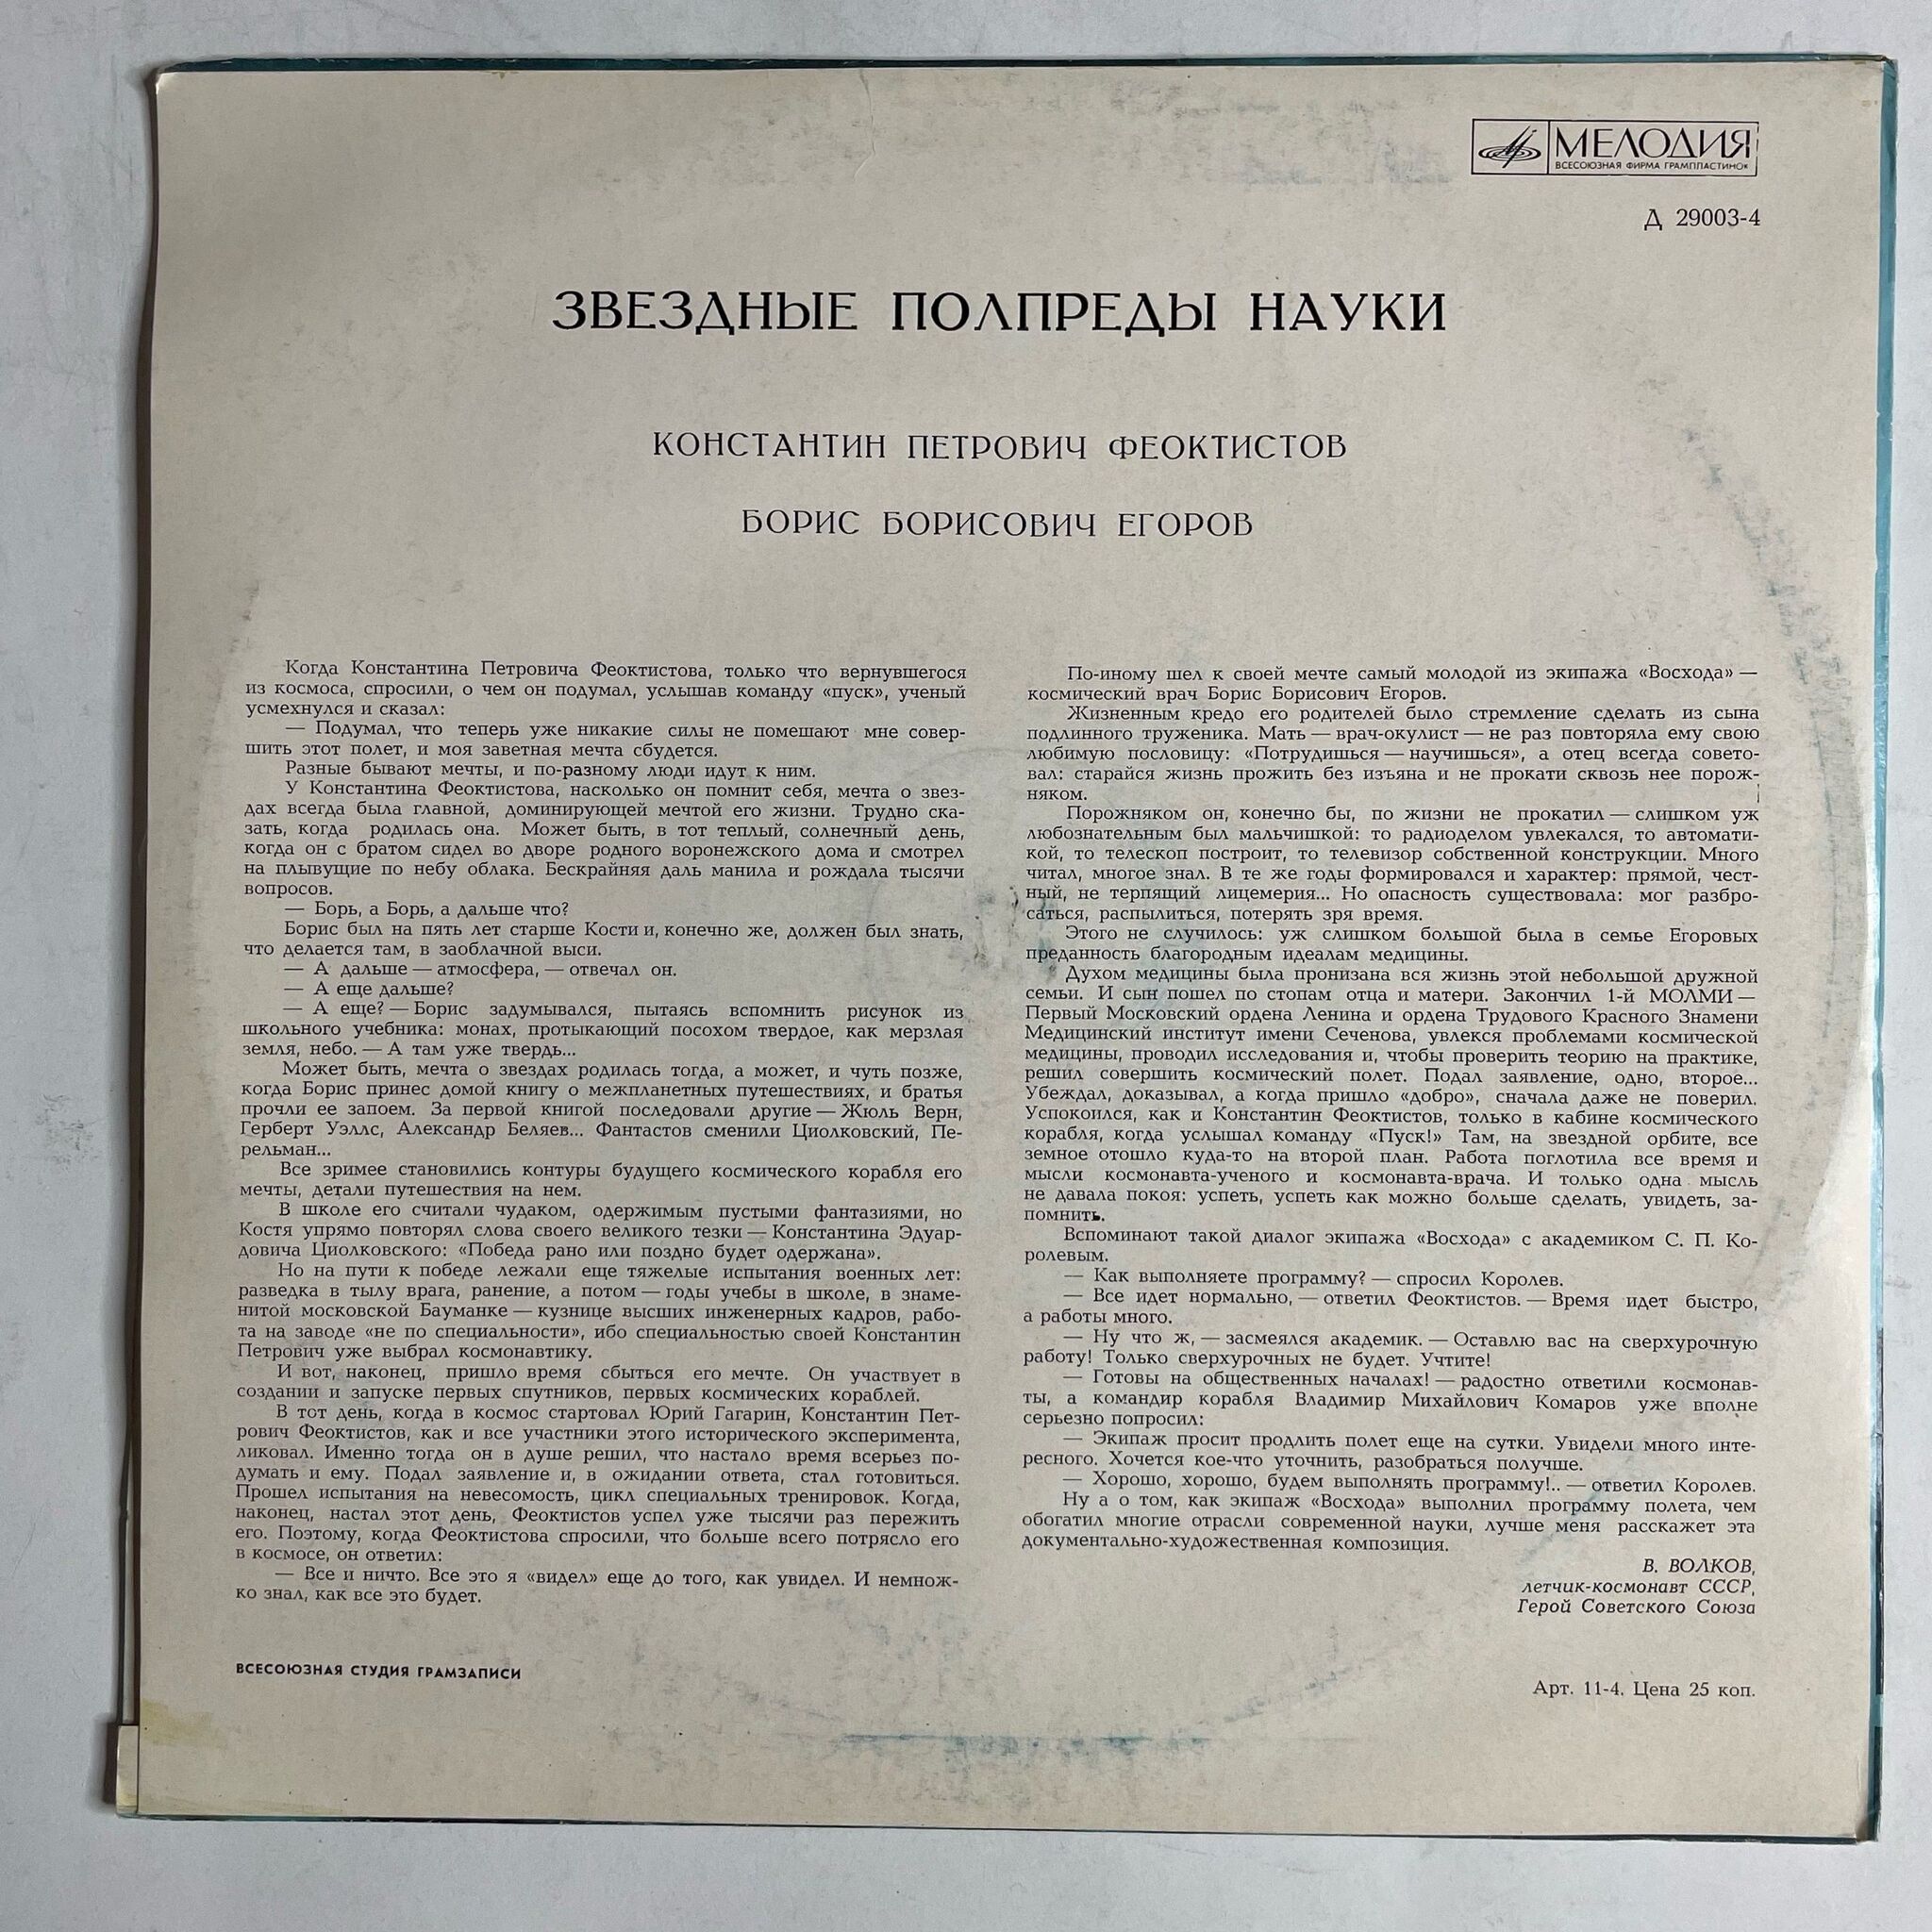 МЕЛОДИЯ
ВСЕСОЮЗНАЯ ФИРМА ГРАМПЛАСТИНОК
Д 29003-4
ЗВЕЗДНЫЕ ПОЛПРЕДЫ НАУКИ
КОНСТАНТИН ПЕТРОВИЧ ФЕОКТИСТОВ
БОРИС БОРИСОВИЧ ЕГОРОВ
Когда Константина Петровича Феоктистова, только что вернувшегося
из космоса, спросили, о чем он подумал, услышав команду «пуск», ученый
усмехнулся и сказал:
— Подумал, что теперь уже никакие силы не помешают мне совер-
шить этот полет, и моя заветная мечта сбудется.
Разные бывают мечты, и по-разному люди идут к ним.
У Константина Феоктистова, насколько он помнит себя, мечта о звез-
дах всегда была главной, доминирующей мечтой его жизни. Трудно ска-
зать, когда родилась она. Может быть, в тот теплый, солнечный день,
когда он с братом сидел во дворе родного воронежского дома и смотрел
на плывущие по небу облака. Бескрайняя даль манила и рождала тысячи
вопросов.
— Борь, а Борь, а дальше что?
Борис был на пять лет старше Кости и, конечно же, должен был знать,
что делается там, в заоблачной выси.
— А дальше — атмосфера, — отвечал он.
— А еще дальше?
— А еще? — Борис задумывался, пытаясь вспомнить рисунок из
школьного учебника: монах, протыкающий посохом твердое, как мерзлая
земля, небо. — А там уже твердь...
Может быть, мечта о звездах родилась тогда, а может, и чуть позже,
когда Борис принес домой книгу о межпланетных путешествиях, и братья
прочли ее запоем. За первой книгой последовали другие — Жюль Верн,
Герберт Уэллс, Александр Беляев... Фантастов сменили Циолковский, Пе-
рельман...
Все зримее становились контуры будущего космического корабля его
мечты, детали путешествия на нем.
В школе его считали чудаком, одержимым пустыми фантазиями, но
Костя упрямо повторял слова своего великого тезки — Константина Эдуар-
довича Циолковского: «Победа рано или поздно будет одержана».
Но на пути к победе лежали еще тяжелые испытания военных лет:
разведка в тылу врага, ранение, а потом — годы учебы в школе, в знаме-
нитой московской Бауманке — кузнице высших инженерных кадров, рабо-
та на заводе «не по специальности», ибо специальностью своей Константин
Петрович уже выбрал космонавтику.
И вот, наконец, пришло время сбыться его мечте. Он участвует в
создании и запуске первых спутников, первых космических кораблей.
В тот день, когда в космос стартовал Юрий Гагарин, Константин Пет-
рович Феоктистов, как и все участники этого исторического эксперимента,
ликовал. Именно тогда он в душе решил, что настало время всерьез по-
думать и ему. Подал заявление и, в ожидании ответа, стал готовиться.
Прошел испытания на невесомость, цикл специальных тренировок. Когда,
наконец, настал этот день, Феоктистов успел уже тысячи раз пережить
его. Поэтому, когда Феоктистова спросили, что больше всего потрясло его
в космосе, он ответил:
— Все и ничто. Все это я «видел» еще до того, как увидел. И немнож-
ко знал, как все это будет.
По-иному шел к своей мечте самый молодой из экипажа «Восхода» —
космический врач Борис Борисович Егоров.
Жизненным кредо его родителей было стремление сделать из сына
подлинного труженика. Мать — врач-окулист — не раз повторяла ему свою
любимую пословицу: «Потрудишься — научишься», а отец всегда совето-
вал: старайся жизнь прожить без изъяна и не прокати сквозь нее порож-
няком.
Порожняком он, конечно бы, по жизни не прокатил — слишком уж
любознательным был мальчишкой: то радиоделом увлекался, то автомати-
кой, то телескоп построит, то телевизор собственной конструкции. Много
читал, многое знал. В те же годы формировался и характер: прямой, чест-
ный, не терпящий лицемерия... Но опасность существовала: мог разбро-
саться, распылиться, потерять зря время.
Этого не случилось: уж слишком большой была в семье Егоровых
преданность благородным идеалам медицины.
Духом медицины была пронизана вся жизнь этой небольшой дружной
семьи. И сын пошел по стопам отца и матери. Закончил 1-й МОЛМИ —
Первый Московский ордена Ленина и ордена Трудового Красного Знамени
Медицинский институт имени Сеченова, увлекся проблемами космической
медицины, проводил исследования и, чтобы проверить теорию на практике,
решил совершить космический полет. Подал заявление, одно, второе...
Убеждал, доказывал, а когда пришло «добро», сначала даже не поверил.
Успокоился, как и Константин Феоктистов, только в кабине космического
корабля, когда услышал команду «Пуск!» Там, на звездной орбите, все
земное отошло куда-то на второй план. Работа поглотила все время и
мысли космонавта-ученого и космонавта-врача. И только одна мысль
не давала покоя: успеть, успеть как можно больше сделать, увидеть, за-
помнить.
Вспоминают такой диалог экипажа «Восхода» с академиком С. П. Ко-
ролевым.
— Как выполняете программу? — спросил Королев.
— Все идет нормально, — ответил Феоктистов. — Время идет быстро,
а работы много.
— Ну что ж, — засмеялся академик. — Оставлю вас на сверхурочную
работу! Только сверхурочных не будет. Учтите!
— Готовы на общественных началах! — радостно ответили космонав-
ты, а командир корабля Владимир Михайлович Комаров уже вполне
серьезно попросил:
— Экипаж просит продлить полет еще на сутки. Увидели много инте-
ресного. Хочется кое-что уточнить, разобраться получше.
— Хорошо, хорошо, будем выполнять программу!.. — ответил Королев.
Ну а о том, как экипаж «Восхода» выполнил программу полета, чем
обогатил многие отрасли современной науки, лучше меня расскажет эта
документально-художественная композиция.
В. ВОЛКОВ,
летчик-космонавт СССР,
Герой Советского Союза
ВСЕСОЮЗНАЯ СТУДИЯ ГРАМЗАПИСИ
Арт. 11-4. Цена 25 коп.